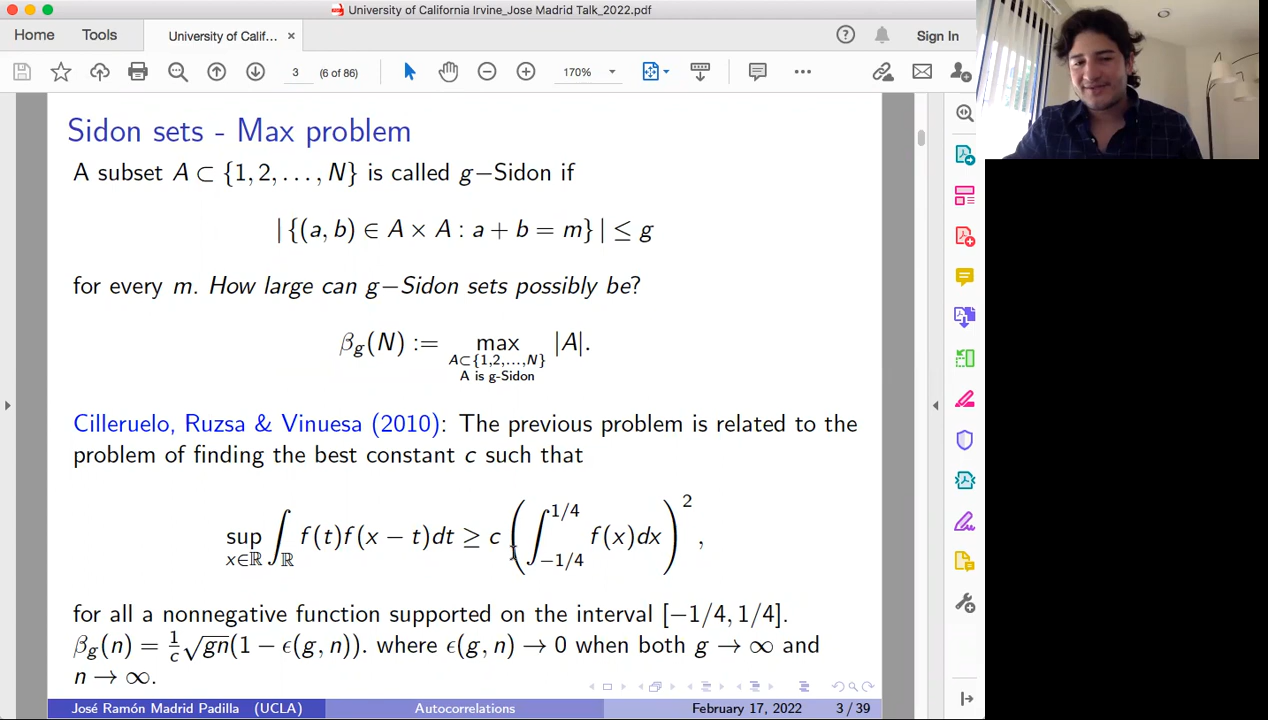 University of California Irvine_Jose Madrid Talk_2022.pdf
Home Tools University of Calif... × Sign In
3 (6 of 86) 170%
Sidon sets - Max problem
A subset A ⊂ {1, 2, . . . , N} is called g−Sidon if
| {(a, b) ∈ A × A : a + b = m} | ≤ g
for every m. How large can g−Sidon sets possibly be?
β_g(N) := max_{A⊂{1,2,...,N} A is g-Sidon} |A|.
Cilleruelo, Ruzsa & Vinuesa (2010): The previous problem is related to the
problem of finding the best constant c such that
sup_{x∈ℝ} ∫_ℝ f(t)f(x − t)dt ≥ c (∫_{−1/4}^{1/4} f(x)dx)^2,
for all a nonnegative function supported on the interval [−1/4, 1/4].
β_g(n) = 1/c √gn(1 − ϵ(g, n)). where ϵ(g, n) → 0 when both g → ∞ and
n → ∞.
José Ramón Madrid Padilla (UCLA) Autocorrelations February 17, 2022 3 / 39